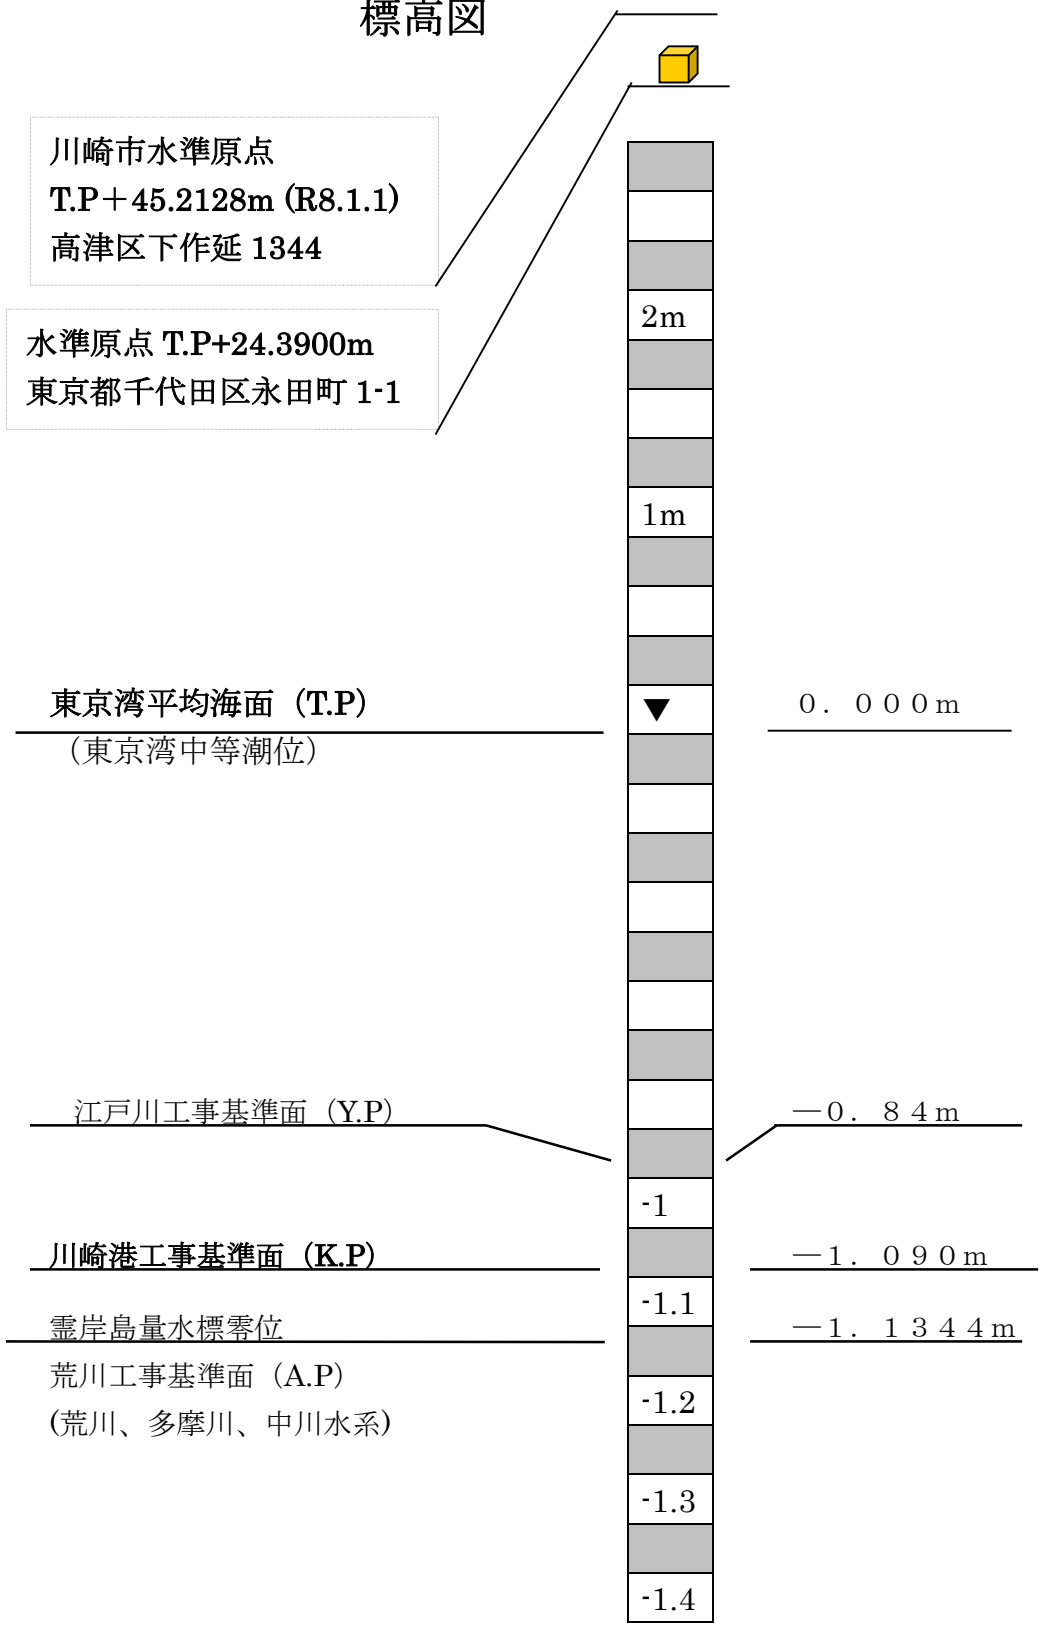 標高図
川崎市水準原点
T.P＋45.2128m (R8.1.1)
高津区下作延 1344
水準原点 T.P+24.3900m
東京都千代田区永田町 1-1
2m
1m
東京湾平均海面（T.P）
▼
０．０００ｍ
（東京湾中等潮位）
江戸川工事基準面（Y.P）
―０．８４ｍ
-1
川崎港工事基準面（K.P）
―１．０９０ｍ
-1.1
霊岸島量水標零位
―１．１３４４ｍ
荒川工事基準面（A.P）
-1.2
(荒川、多摩川、中川水系)
-1.3
-1.4